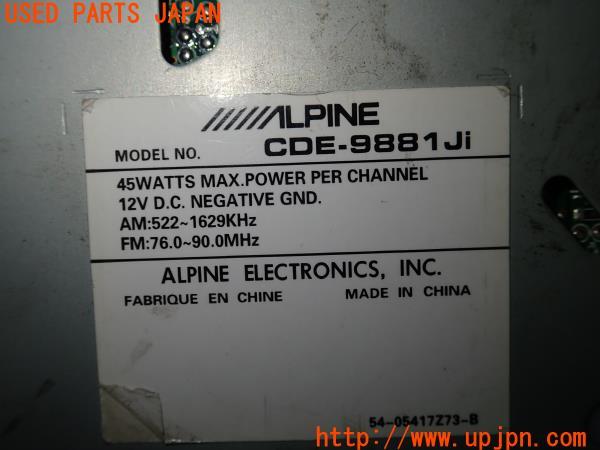 USED PARTS JAPAN
ALPINE
MODEL NO. CDE-9881Ji
45WATTS MAX.POWER PER CHANNEL
12V D.C. NEGATIVE GND.
AM:522~1629KHz
FM:76.0~90.0MHz
ALPINE ELECTRONICS, INC.
FABRIQUE EN CHINE MADE IN CHINA
54-05417Z73-B
http://www.upjpn.com